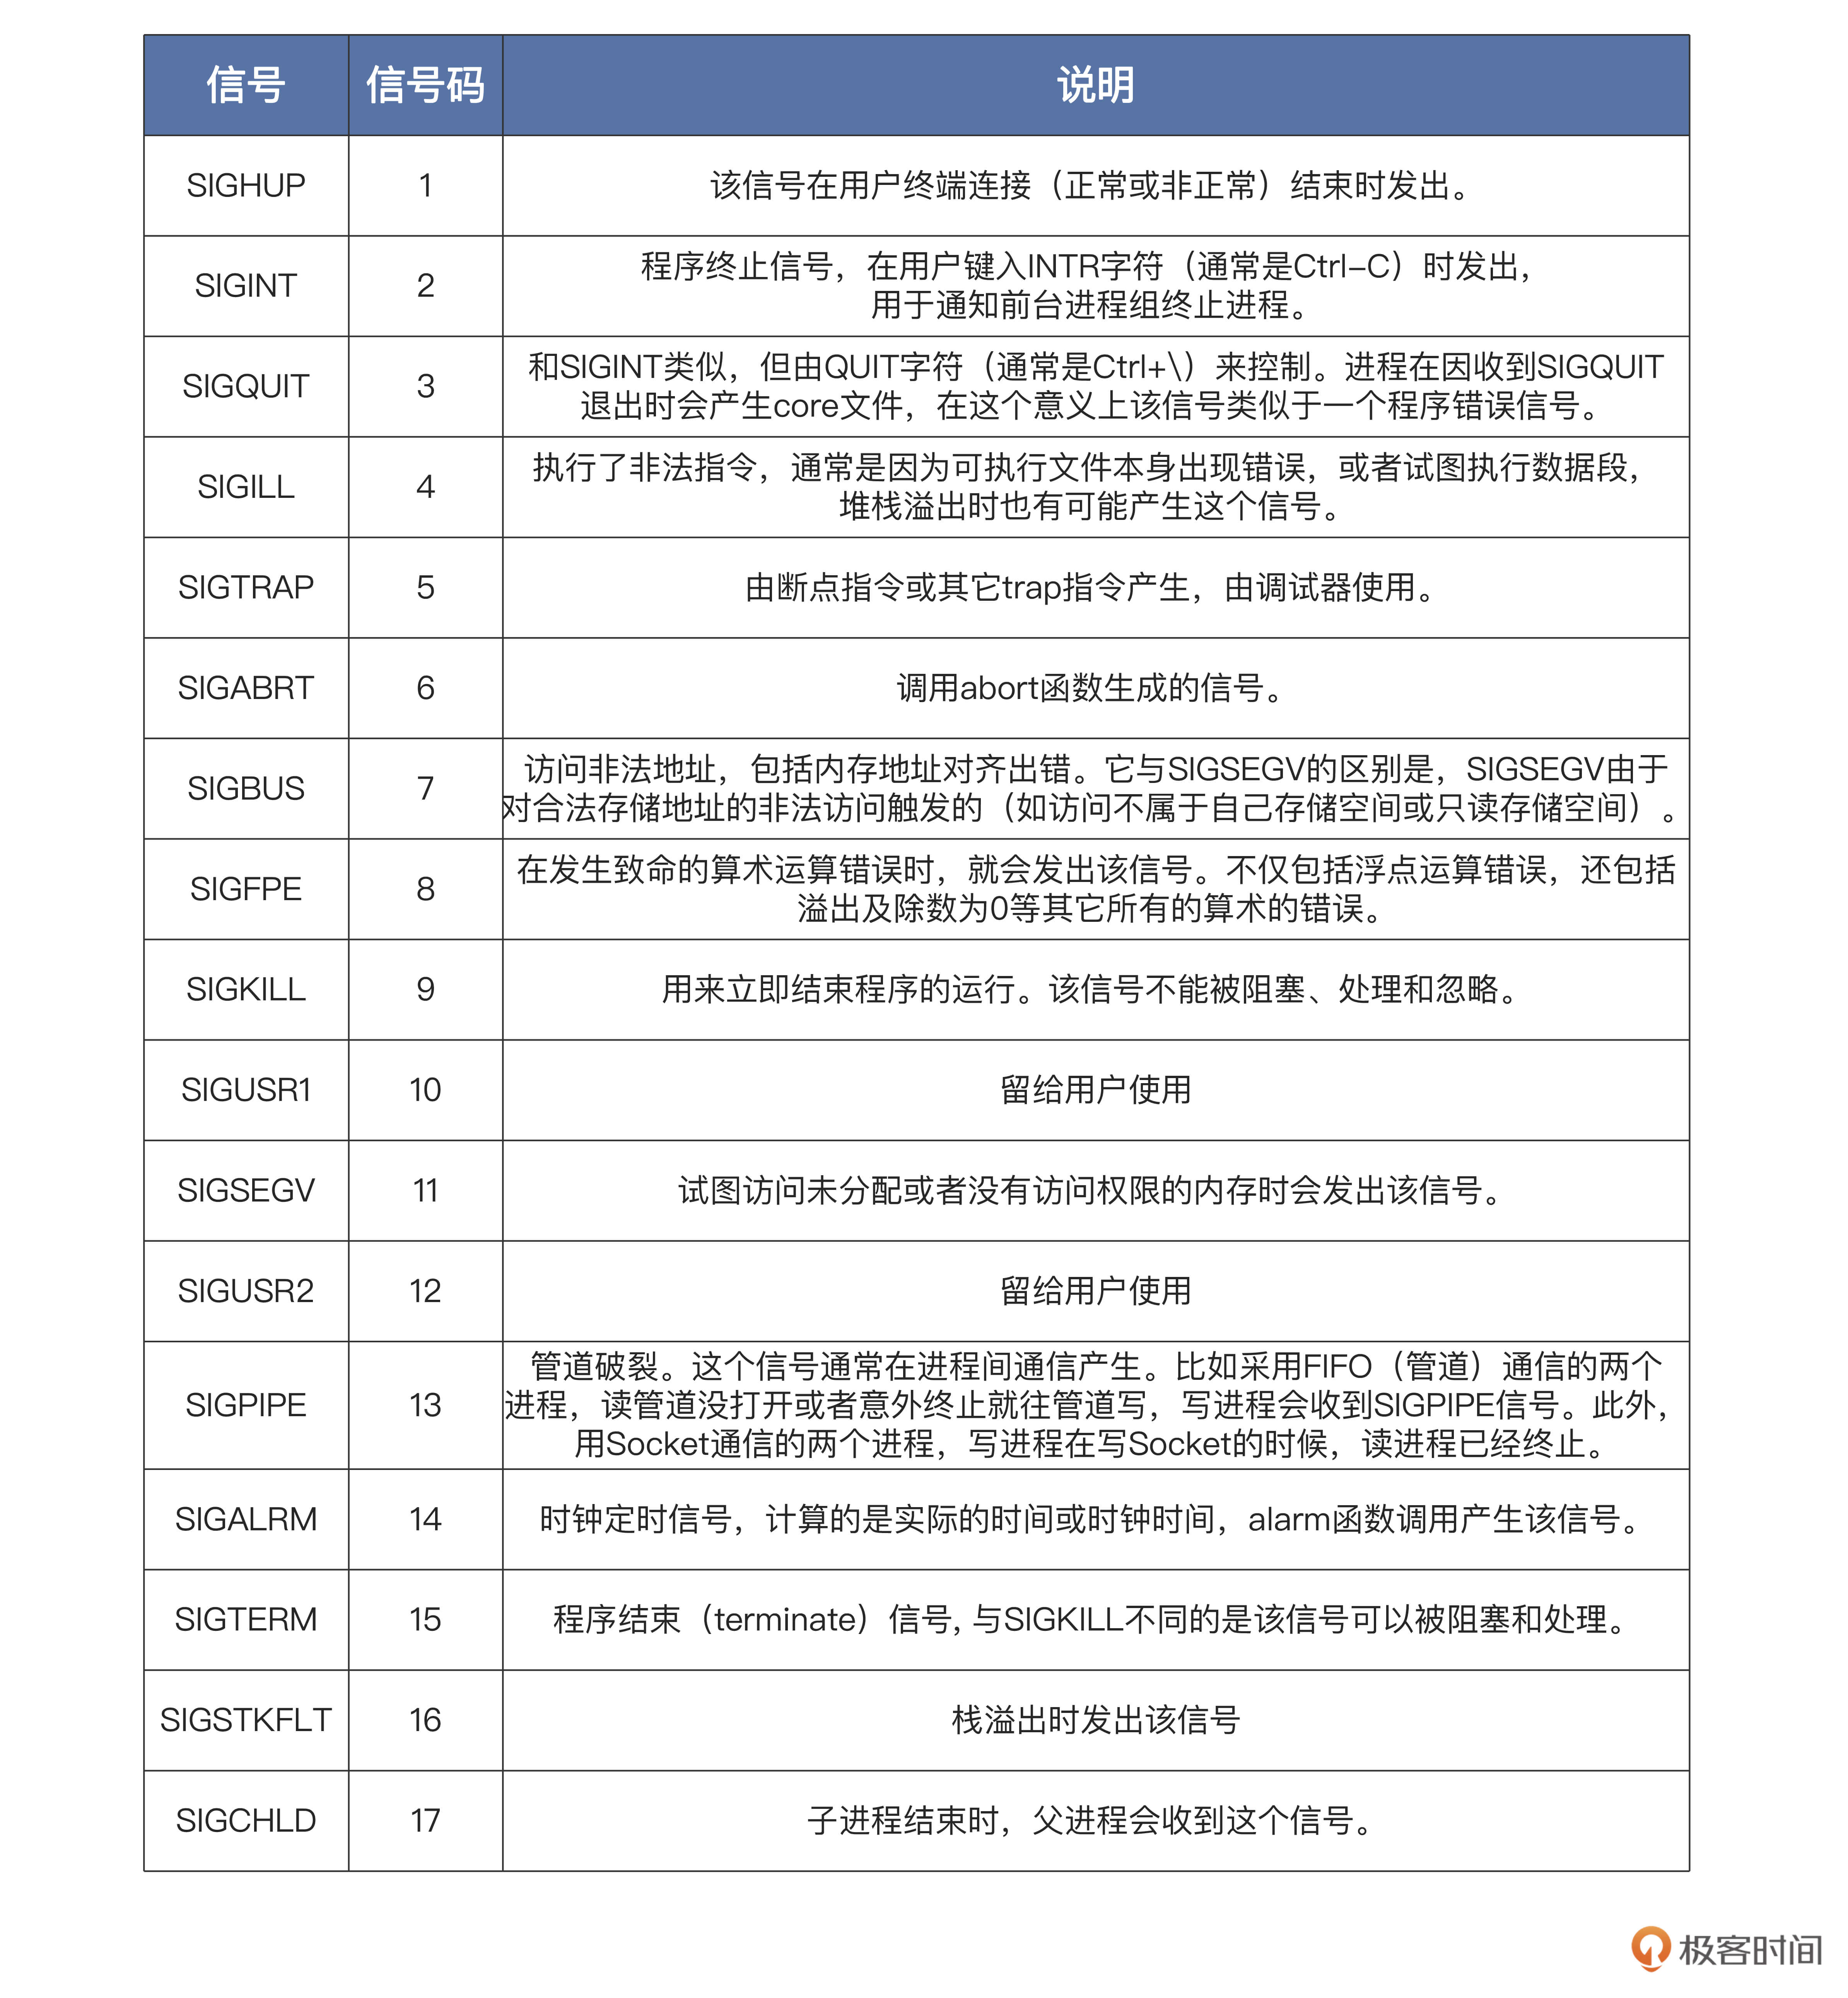 信号 信号码 说明
SIGHUP 1 该信号在用户终端连接（正常或非正常）结束时发出。
SIGINT 2 程序终止信号，在用户键入INTR字符（通常是Ctrl-C）时发出，
用于通知前台进程组终止进程。
SIGQUIT 3 和SIGINT类似，但由QUIT字符（通常是Ctrl+\）来控制。进程在因收到SIGQUIT
退出时会产生core文件，在这个意义上该信号类似于一个程序错误信号。
SIGILL 4 执行了非法指令，通常是因为可执行文件本身出现错误，或者试图执行数据段，
堆栈溢出时也有可能产生这个信号。
SIGTRAP 5 由断点指令或其它trap指令产生，由调试器使用。
SIGABRT 6 调用abort函数生成的信号。
SIGBUS 7 访问非法地址，包括内存地址对齐出错。它与SIGSEGV的区别是，SIGSEGV由于
对合法存储地址的非法访问触发的（如访问不属于自己存储空间或只读存储空间）。
SIGFPE 8 在发生致命的算术运算错误时，就会发出该信号。不仅包括浮点运算错误，还包括
溢出及除数为0等其它所有的算术的错误。
SIGKILL 9 用来立即结束程序的运行。该信号不能被阻塞、处理和忽略。
SIGUSR1 10 留给用户使用
SIGSEGV 11 试图访问未分配或者没有访问权限的内存时会发出该信号。
SIGUSR2 12 留给用户使用
SIGPIPE 13 管道破裂。这个信号通常在进程间通信产生。比如采用FIFO（管道）通信的两个
进程，读管道没打开或者意外终止就往管道写，写进程会收到SIGPIPE信号。此外，
用Socket通信的两个进程，写进程在写Socket的时候，读进程已经终止。
SIGALRM 14 时钟定时信号，计算的是实际的时间或时钟时间，alarm函数调用产生该信号。
SIGTERM 15 程序结束（terminate）信号, 与SIGKILL不同的是该信号可以被阻塞和处理。
SIGSTKFLT 16 栈溢出时发出该信号
SIGCHLD 17 子进程结束时，父进程会收到这个信号。
极客时间